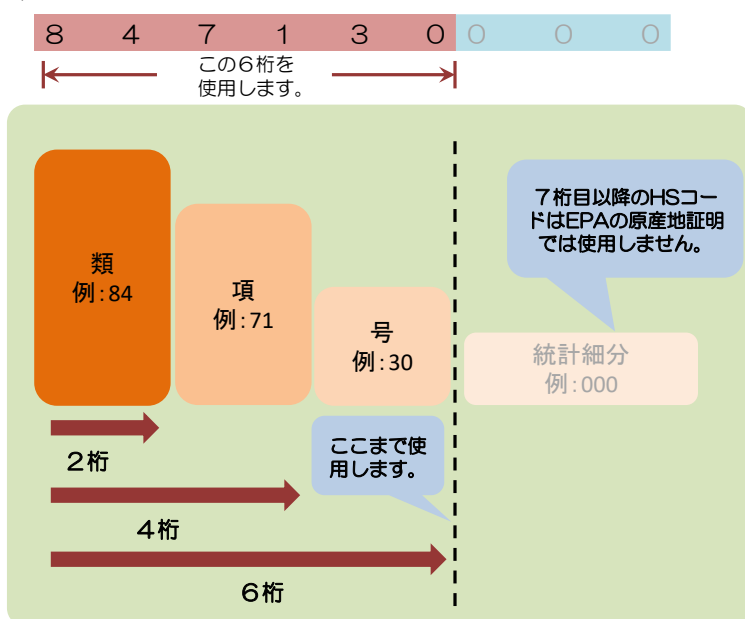 8 4 7 1 3 0 0 0 0
この6桁を
使用します。
類
例:84
項
例:71
号
例:30
7桁目以降のHSコー
ドはEPAの原産地証明
では使用しません。
統計細分
例:000
ここまで使
用します。
2桁
4桁
6桁